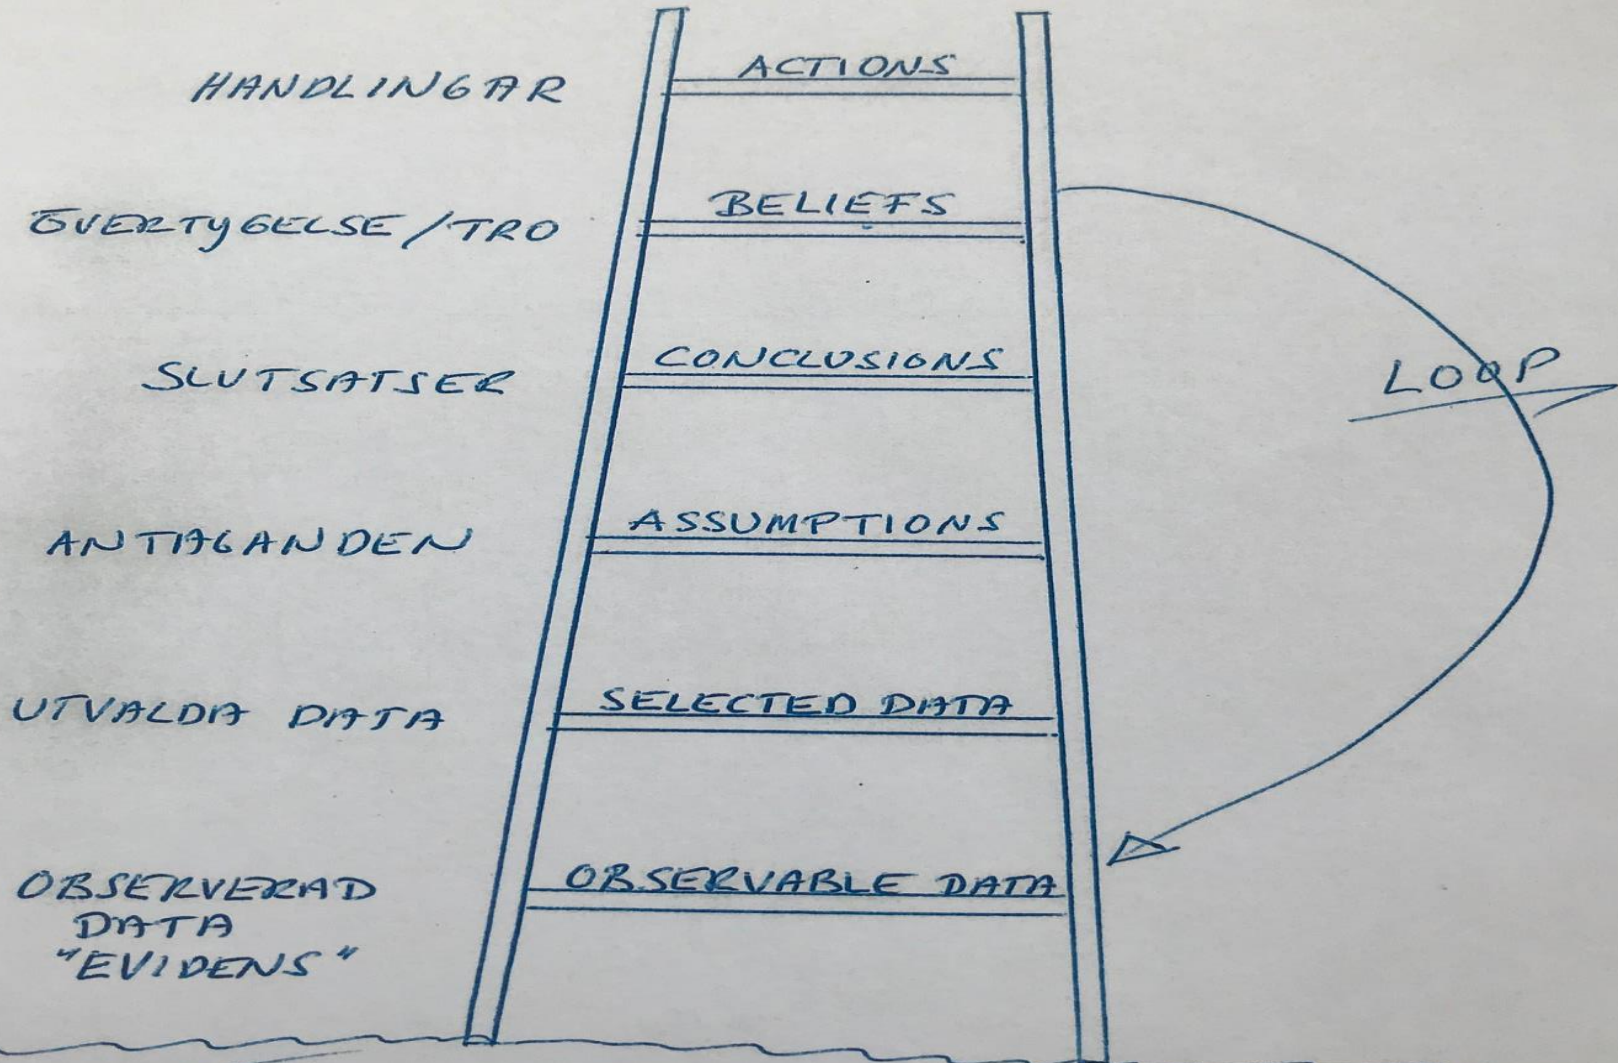 HANDLINGAR
ACTIONS
ÖVERTYGELSE/TRO
BELIEFS
SLUTSATSER
CONCLUSIONS
LOOP
ANTAGANDEN
ASSUMPTIONS
UTVALDA DATA
SELECTED DATA
OBSERVERAD
DATA
"EVIDENS"
OBSERVABLE DATA